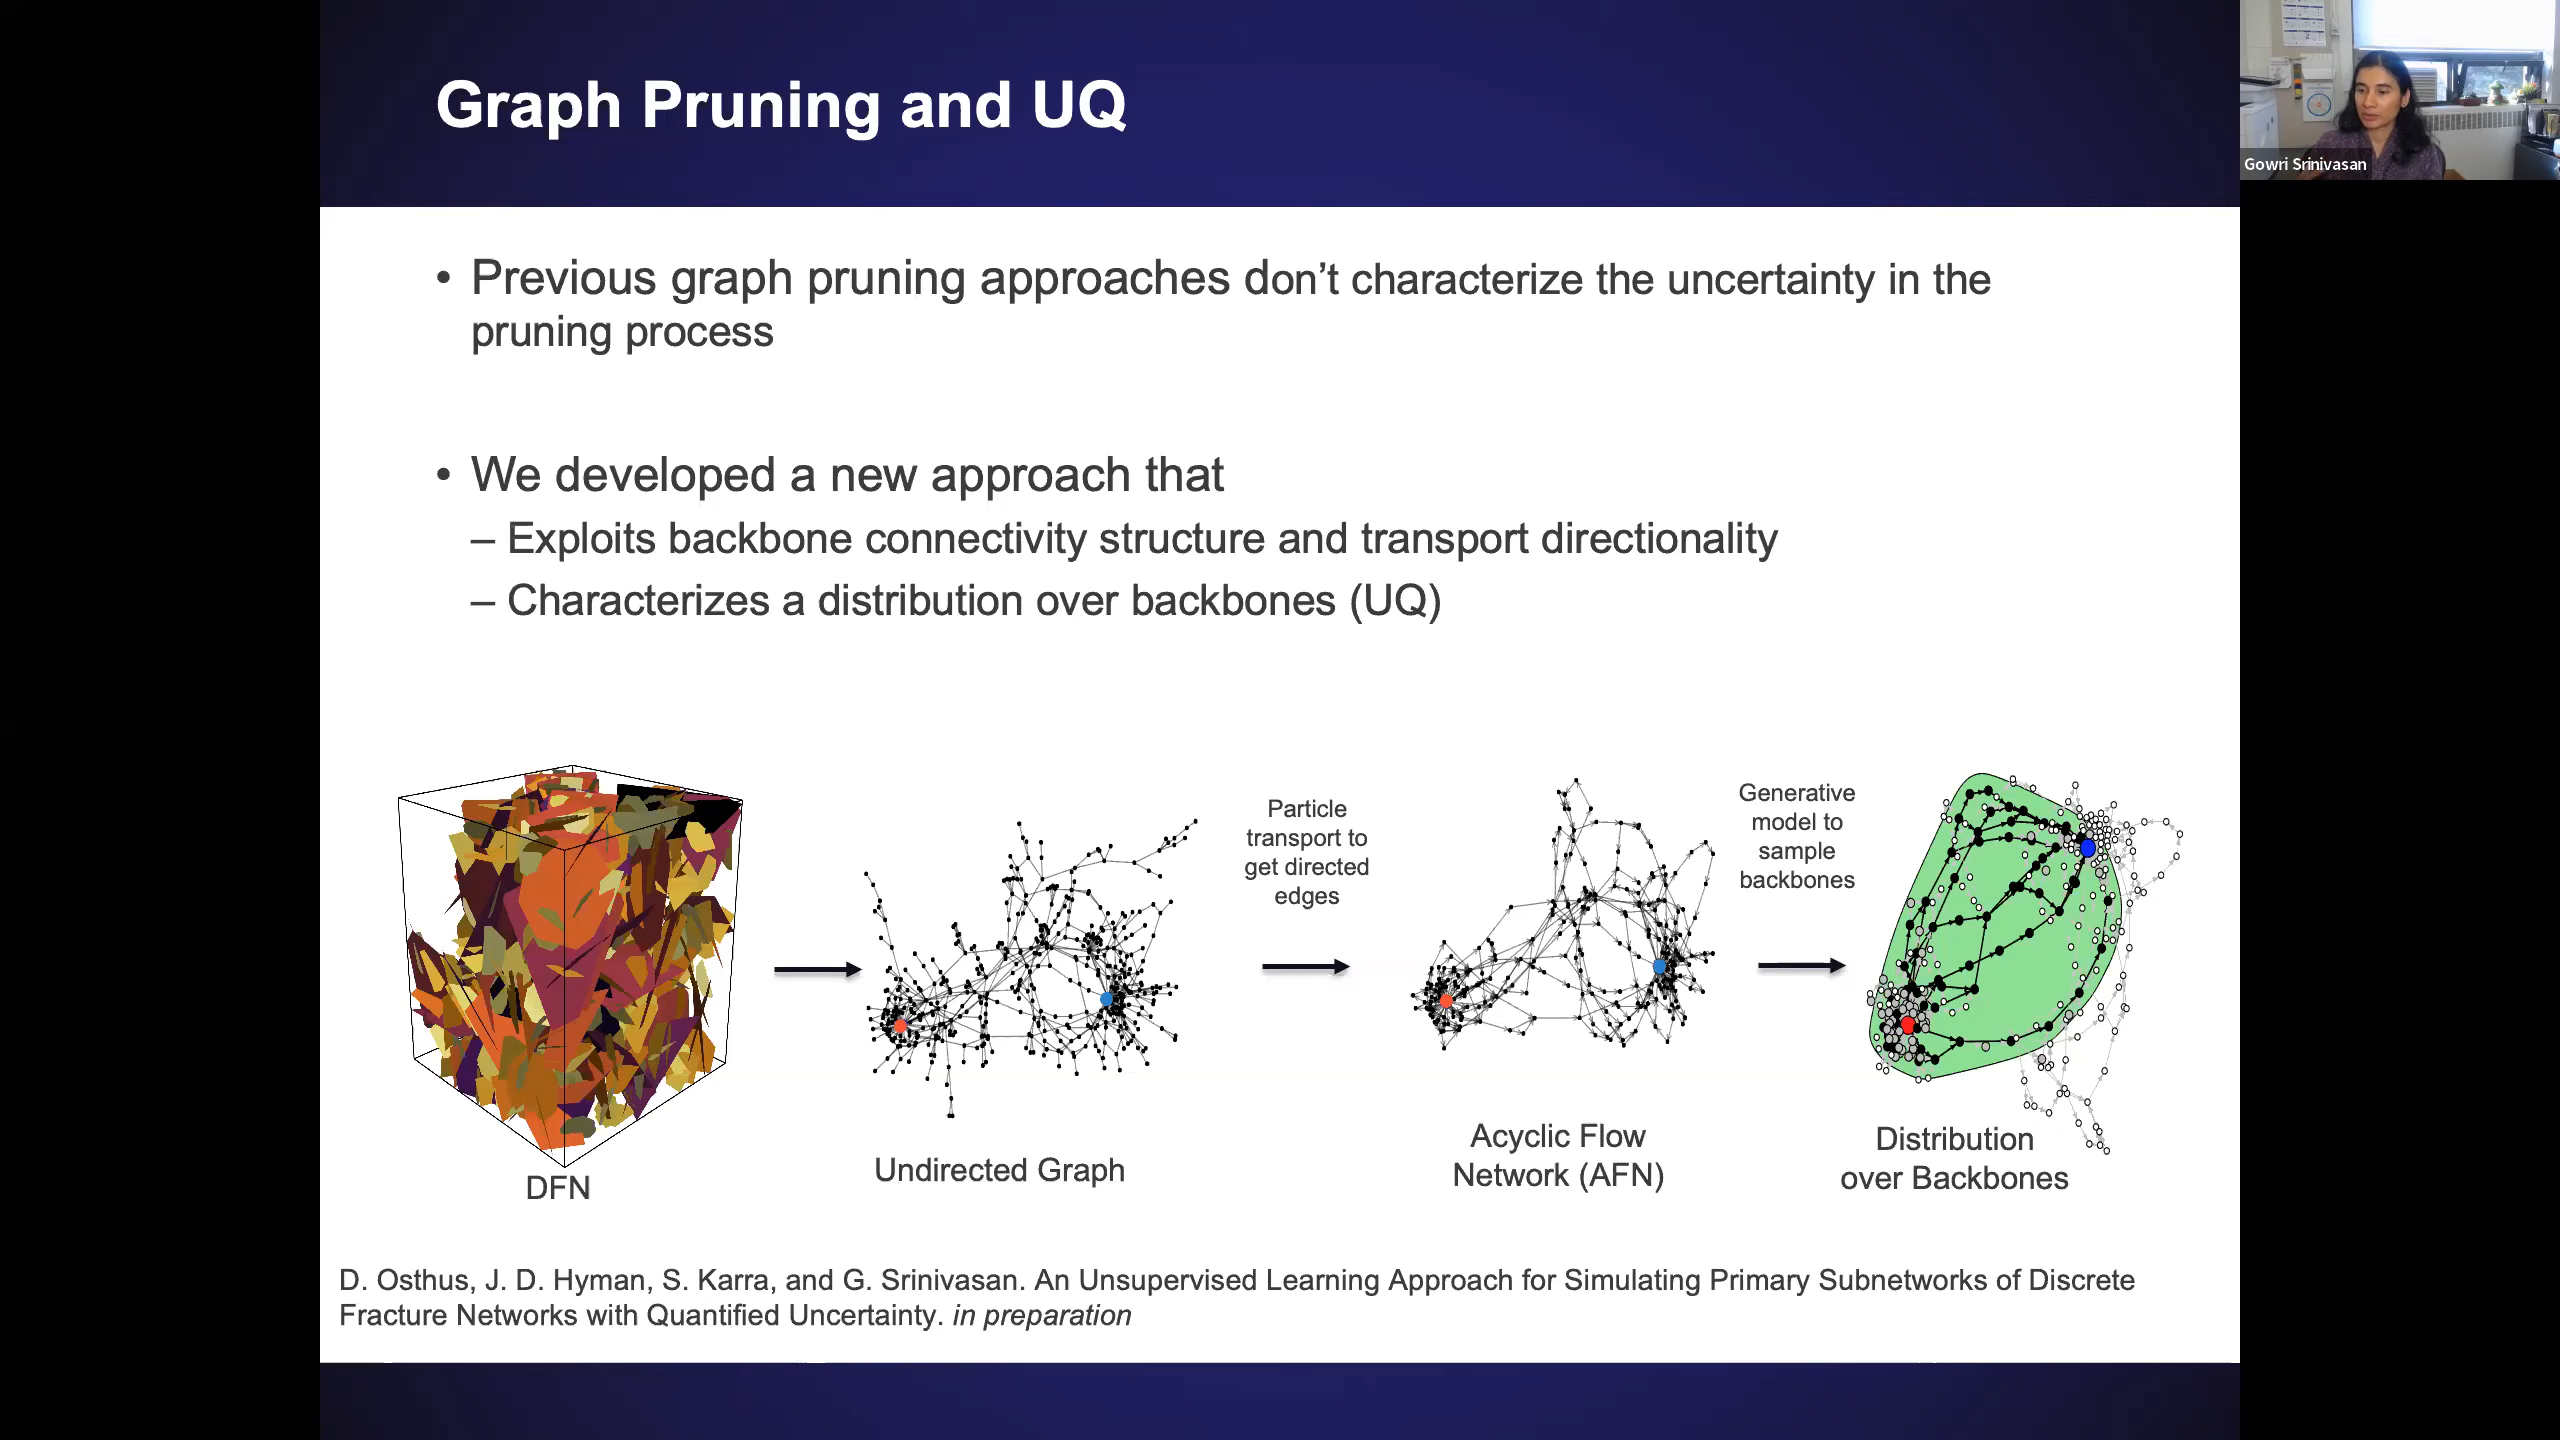 Graph Pruning and UQ
Gowri Srinivasan
• Previous graph pruning approaches don’t characterize the uncertainty in the
pruning process
• We developed a new approach that
– Exploits backbone connectivity structure and transport directionality
– Characterizes a distribution over backbones (UQ)
DFN
Undirected Graph
Particle
transport to
get directed
edges
Acyclic Flow
Network (AFN)
Generative
model to
sample
backbones
Distribution
over Backbones
D. Osthus, J. D. Hyman, S. Karra, and G. Srinivasan. An Unsupervised Learning Approach for Simulating Primary Subnetworks of Discrete
Fracture Networks with Quantified Uncertainty. in preparation